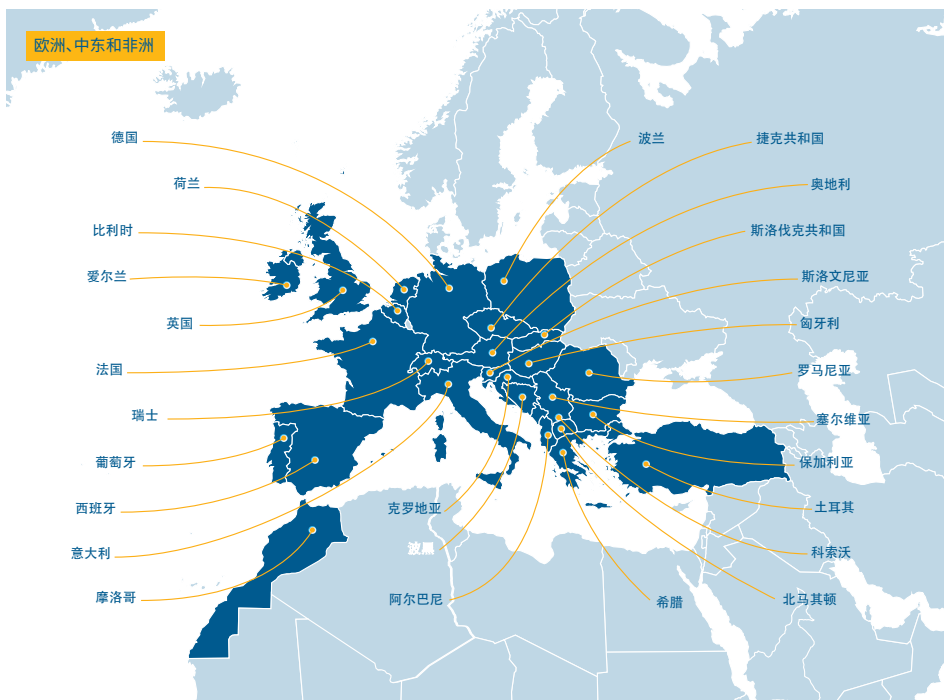 欧洲、中东和非洲
德国
荷兰
比利时
爱尔兰
英国
法国
瑞士
葡萄牙
西班牙
意大利
摩洛哥
波兰
捷克共和国
奥地利
斯洛伐克共和国
斯洛文尼亚
匈牙利
罗马尼亚
塞尔维亚
保加利亚
土耳其
科索沃
北马其顿
克罗地亚
波黑
阿尔巴尼
希腊